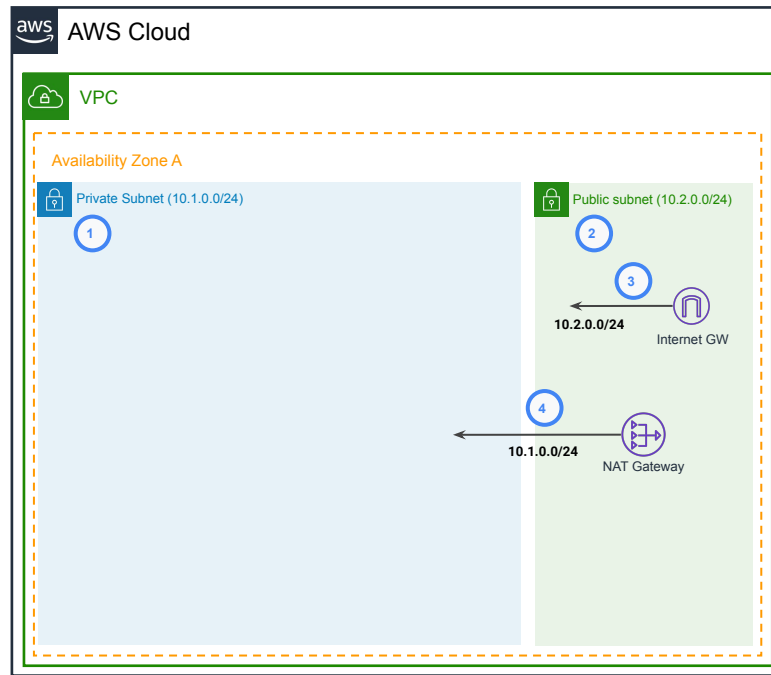 aws
AWS Cloud
VPC
Availability Zone A
Private Subnet (10.1.0.0/24)
Public subnet (10.2.0.0/24)
1
2
3
10.2.0.0/24
Internet GW
4
10.1.0.0/24
NAT Gateway